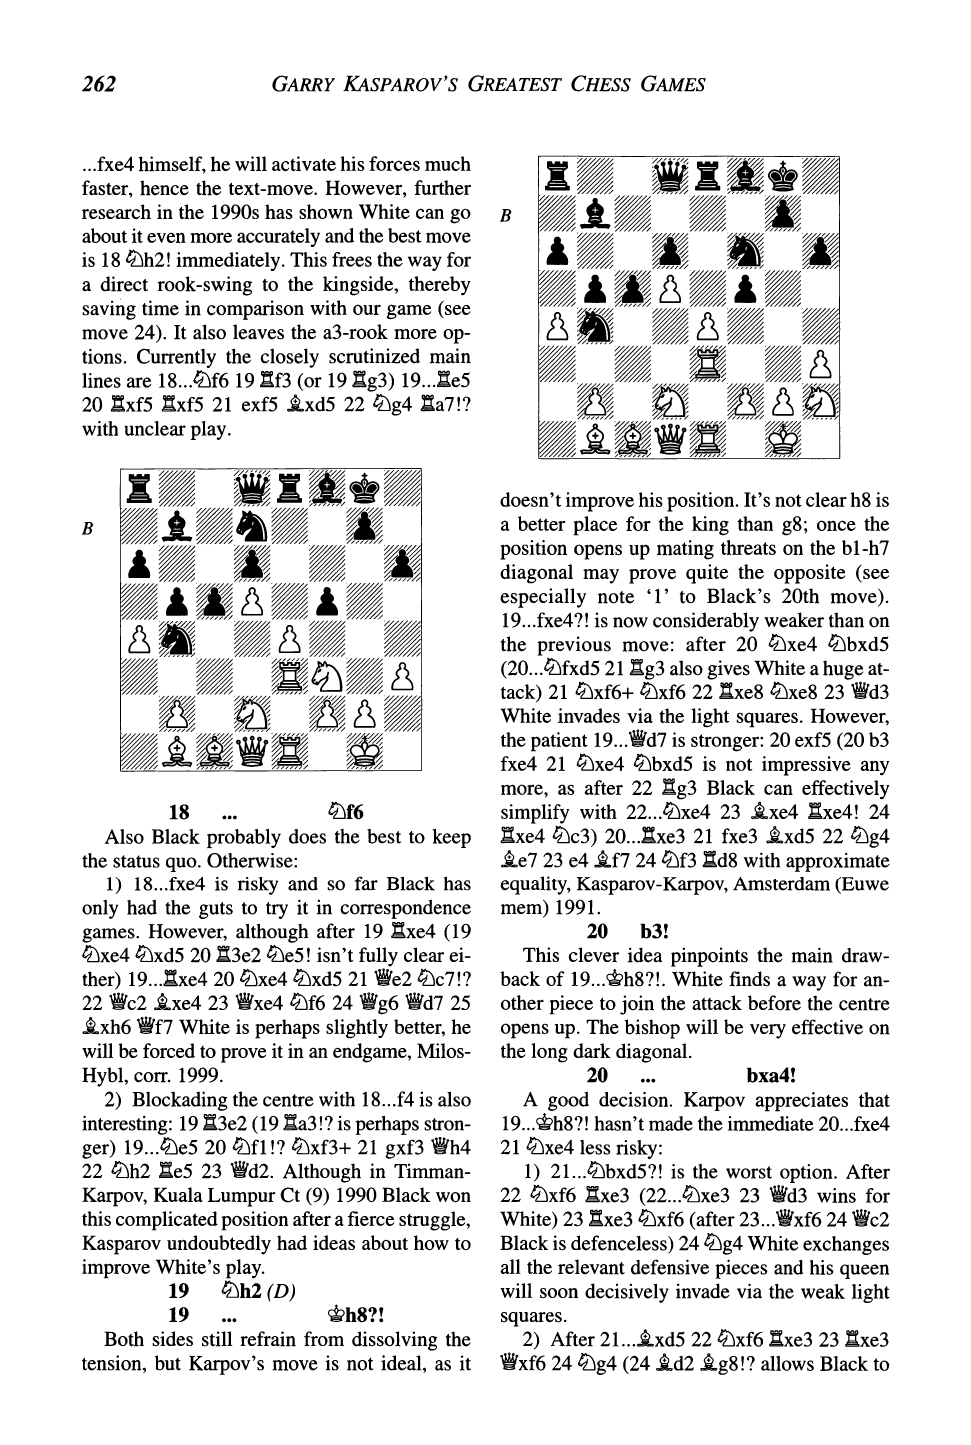 262 GARRY KASPAROV'S GREATEST CHESS GAMES
...fxe4 himself, he will activate his forces much
faster, hence the text-move. However, further
research in the 1990s has shown White can go
about it even more accurately and the best move
is 18 ♘h2! immediately. This frees the way for
a direct rook-swing to the kingside, thereby
saving time in comparison with our game (see
move 24). It also leaves the a3-rook more op-
tions. Currently the closely scrutinized main
lines are 18...♘f6 19 ♖f3 (or 19 ♖g3) 19...♖e5
20 ♖xf5 ♖xf5 21 exf5 ♗xd5 22 ♘g4 ♖a7!?
with unclear play.
B
18 ... ♘f6
Also Black probably does the best to keep
the status quo. Otherwise:
1) 18...fxe4 is risky and so far Black has
only had the guts to try it in correspondence
games. However, although after 19 ♖xe4 (19
♘xe4 ♘xd5 20 ♖3e2 ♘e5! isn't fully clear ei-
ther) 19...♖xe4 20 ♘xe4 ♘xd5 21 ♕e2 ♘c7!?
22 ♕c2 ♗xe4 23 ♕xe4 ♘f6 24 ♕g6 ♕d7 25
♗xh6 ♕f7 White is perhaps slightly better, he
will be forced to prove it in an endgame, Milos-
Hybl, corr. 1999.
2) Blockading the centre with 18...f4 is also
interesting: 19 ♖3e2 (19 ♖a3!? is perhaps stron-
ger) 19...♘e5 20 ♘f1!? ♘xf3+ 21 gxf3 ♕h4
22 ♘h2 ♖e5 23 ♕d2. Although in Timman-
Karpov, Kuala Lumpur Ct (9) 1990 Black won
this complicated position after a fierce struggle,
Kasparov undoubtedly had ideas about how to
improve White's play.
19 ♘h2 (D)
19 ... ♔h8?!
Both sides still refrain from dissolving the
tension, but Karpov's move is not ideal, as it
B
doesn't improve his position. It's not clear h8 is
a better place for the king than g8; once the
position opens up mating threats on the b1-h7
diagonal may prove quite the opposite (see
especially note '1' to Black's 20th move).
19...fxe4?! is now considerably weaker than on
the previous move: after 20 ♘xe4 ♘bxd5
(20...♘fxd5 21 ♖g3 also gives White a huge at-
tack) 21 ♘xf6+ ♘xf6 22 ♖xe8 ♘xe8 23 ♕d3
White invades via the light squares. However,
the patient 19...♕d7 is stronger: 20 exf5 (20 b3
fxe4 21 ♘xe4 ♘bxd5 is not impressive any
more, as after 22 ♖g3 Black can effectively
simplify with 22...♘xe4 23 ♗xe4 ♖xe4! 24
♖xe4 ♘c3) 20...♖xe3 21 fxe3 ♗xd5 22 ♘g4
♗e7 23 e4 ♗f7 24 ♘f3 ♖d8 with approximate
equality, Kasparov-Karpov, Amsterdam (Euwe
mem) 1991.
20 b3!
This clever idea pinpoints the main draw-
back of 19...♔h8?!. White finds a way for an-
other piece to join the attack before the centre
opens up. The bishop will be very effective on
the long dark diagonal.
20 ... bxa4!
A good decision. Karpov appreciates that
19...♔h8?! hasn't made the immediate 20...fxe4
21 ♘xe4 less risky:
1) 21...♘bxd5?! is the worst option. After
22 ♘xf6 ♖xe3 (22...♘xe3 23 ♕d3 wins for
White) 23 ♖xe3 ♘xf6 (after 23...♕xf6 24 ♕c2
Black is defenceless) 24 ♘g4 White exchanges
all the relevant defensive pieces and his queen
will soon decisively invade via the weak light
squares.
2) After 21...♗xd5 22 ♘xf6 ♖xe3 23 ♖xe3
♕xf6 24 ♘g4 (24 ♗d2 ♗g8!? allows Black to